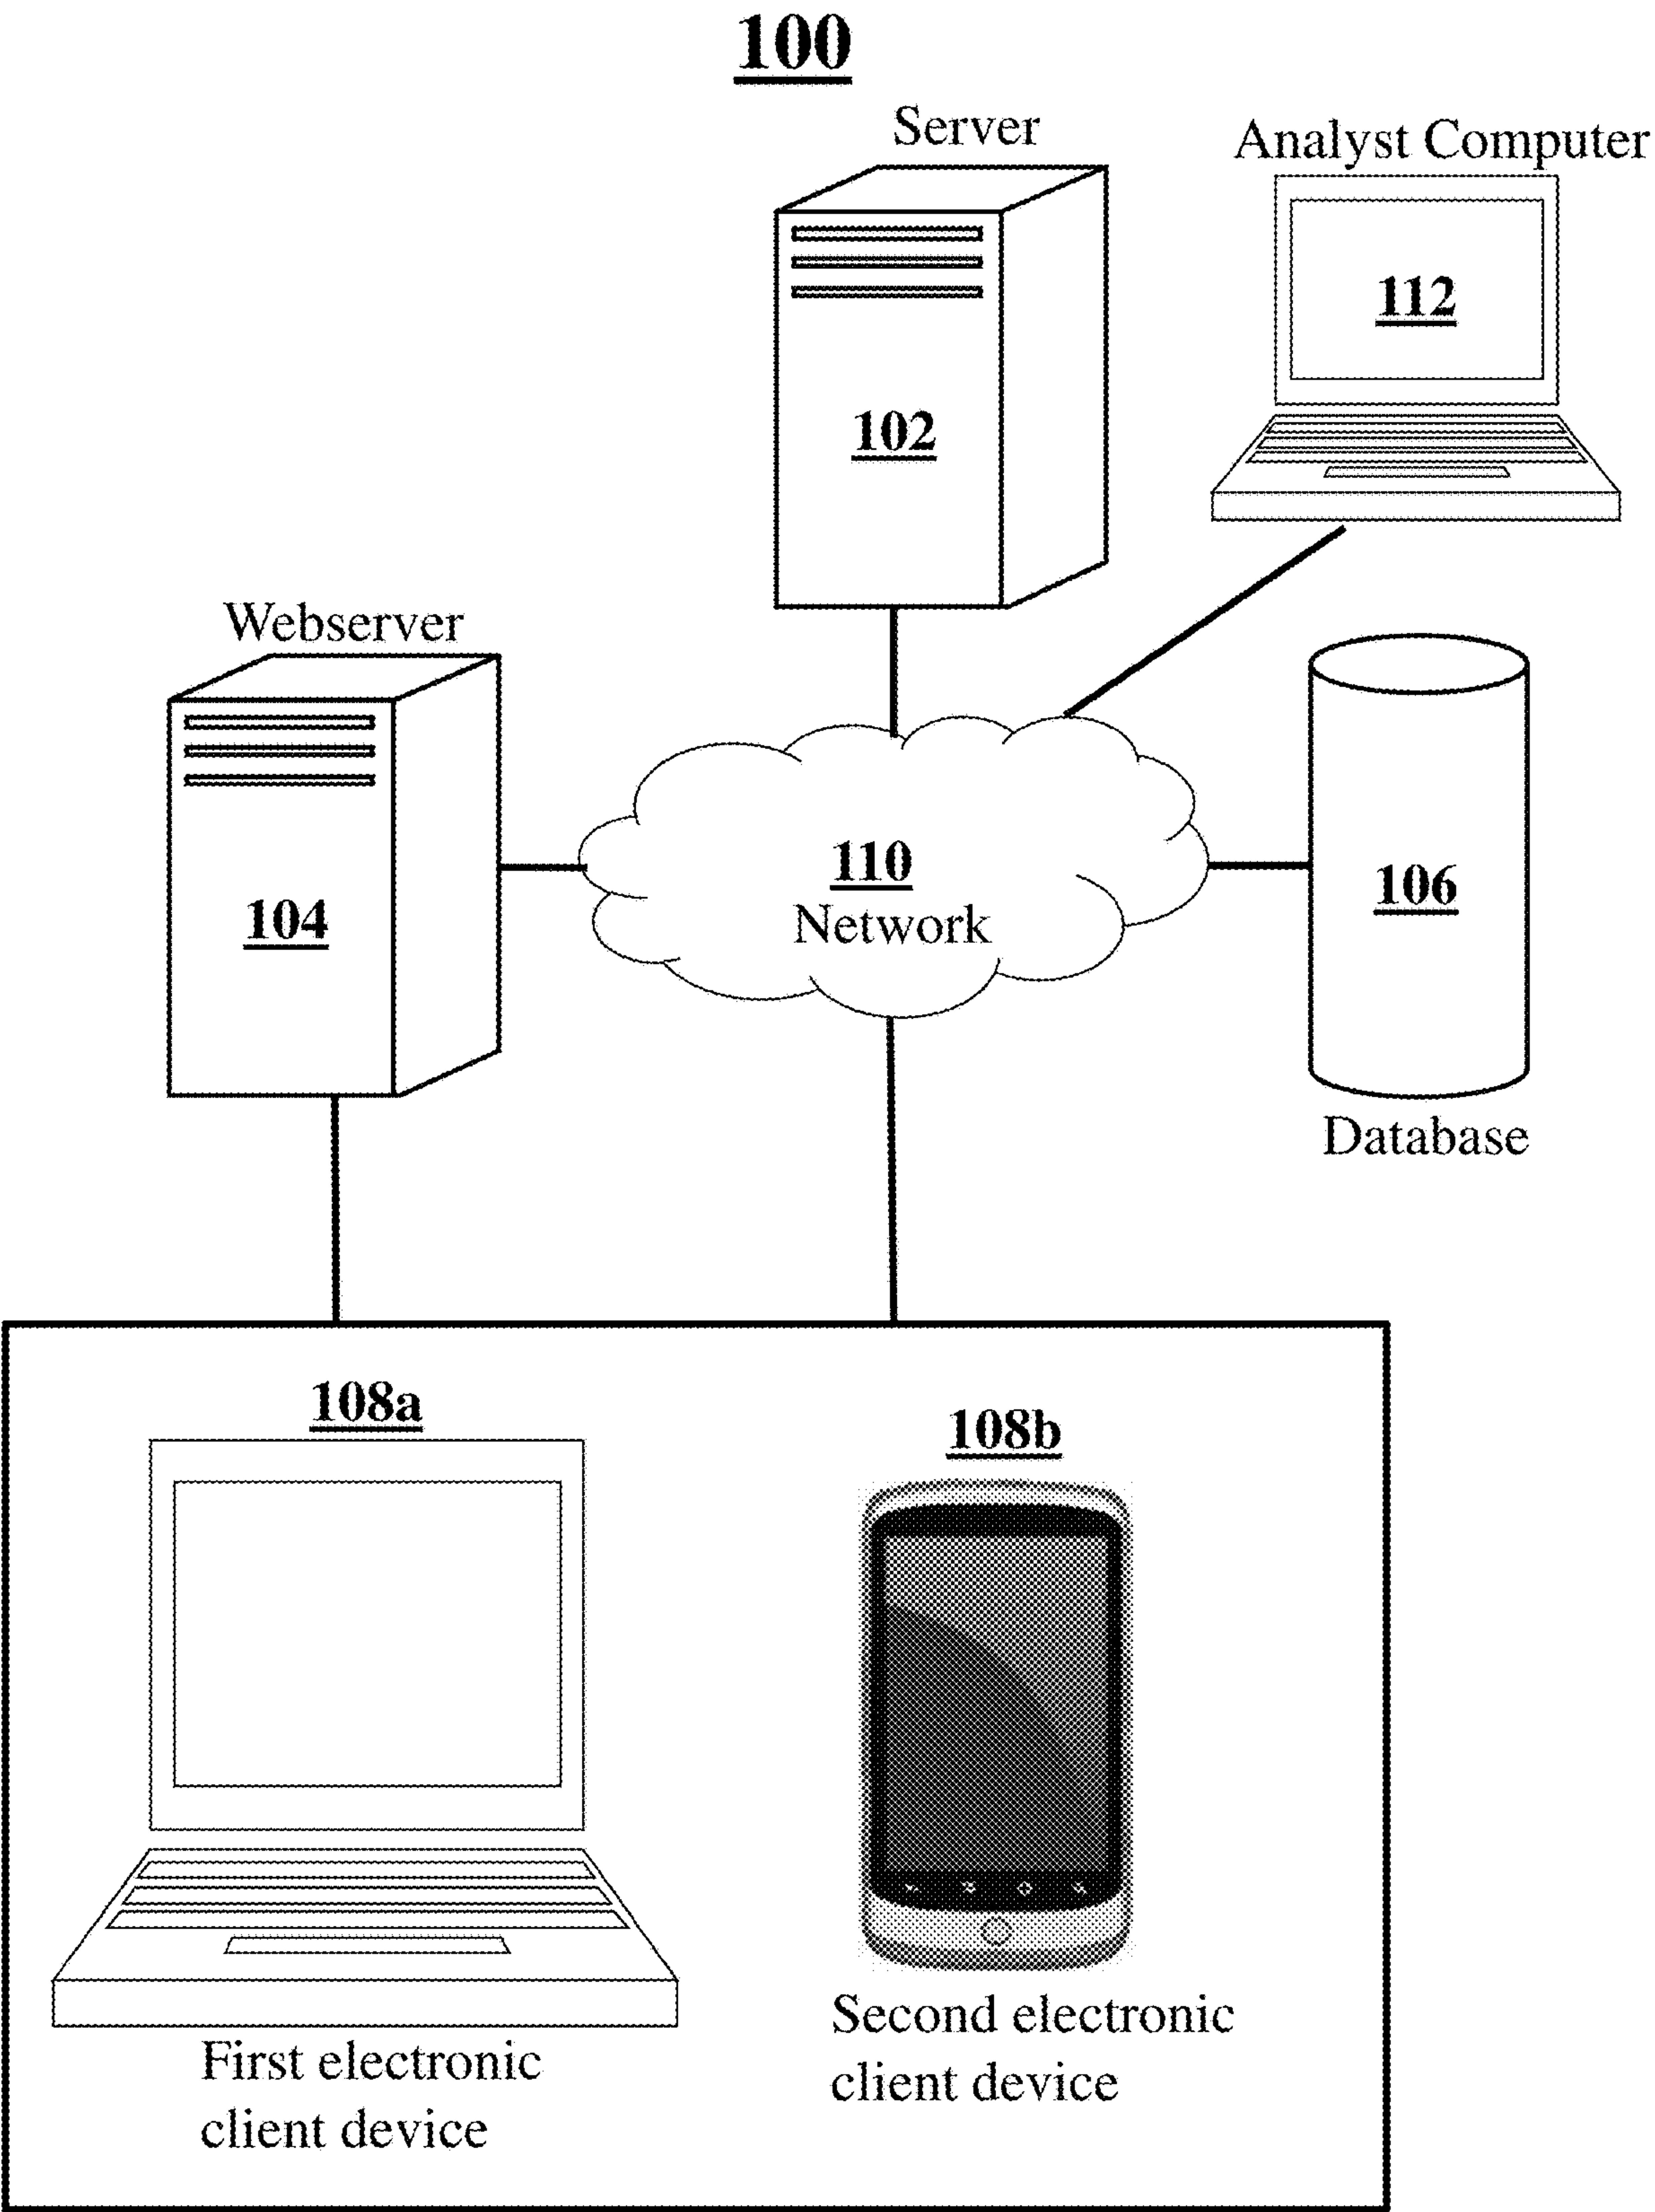 100
Server
Analyst Computer
112
102
Webserver
110
Network
104
106
Database
108a
108b
First electronic
client device
Second electronic
client device